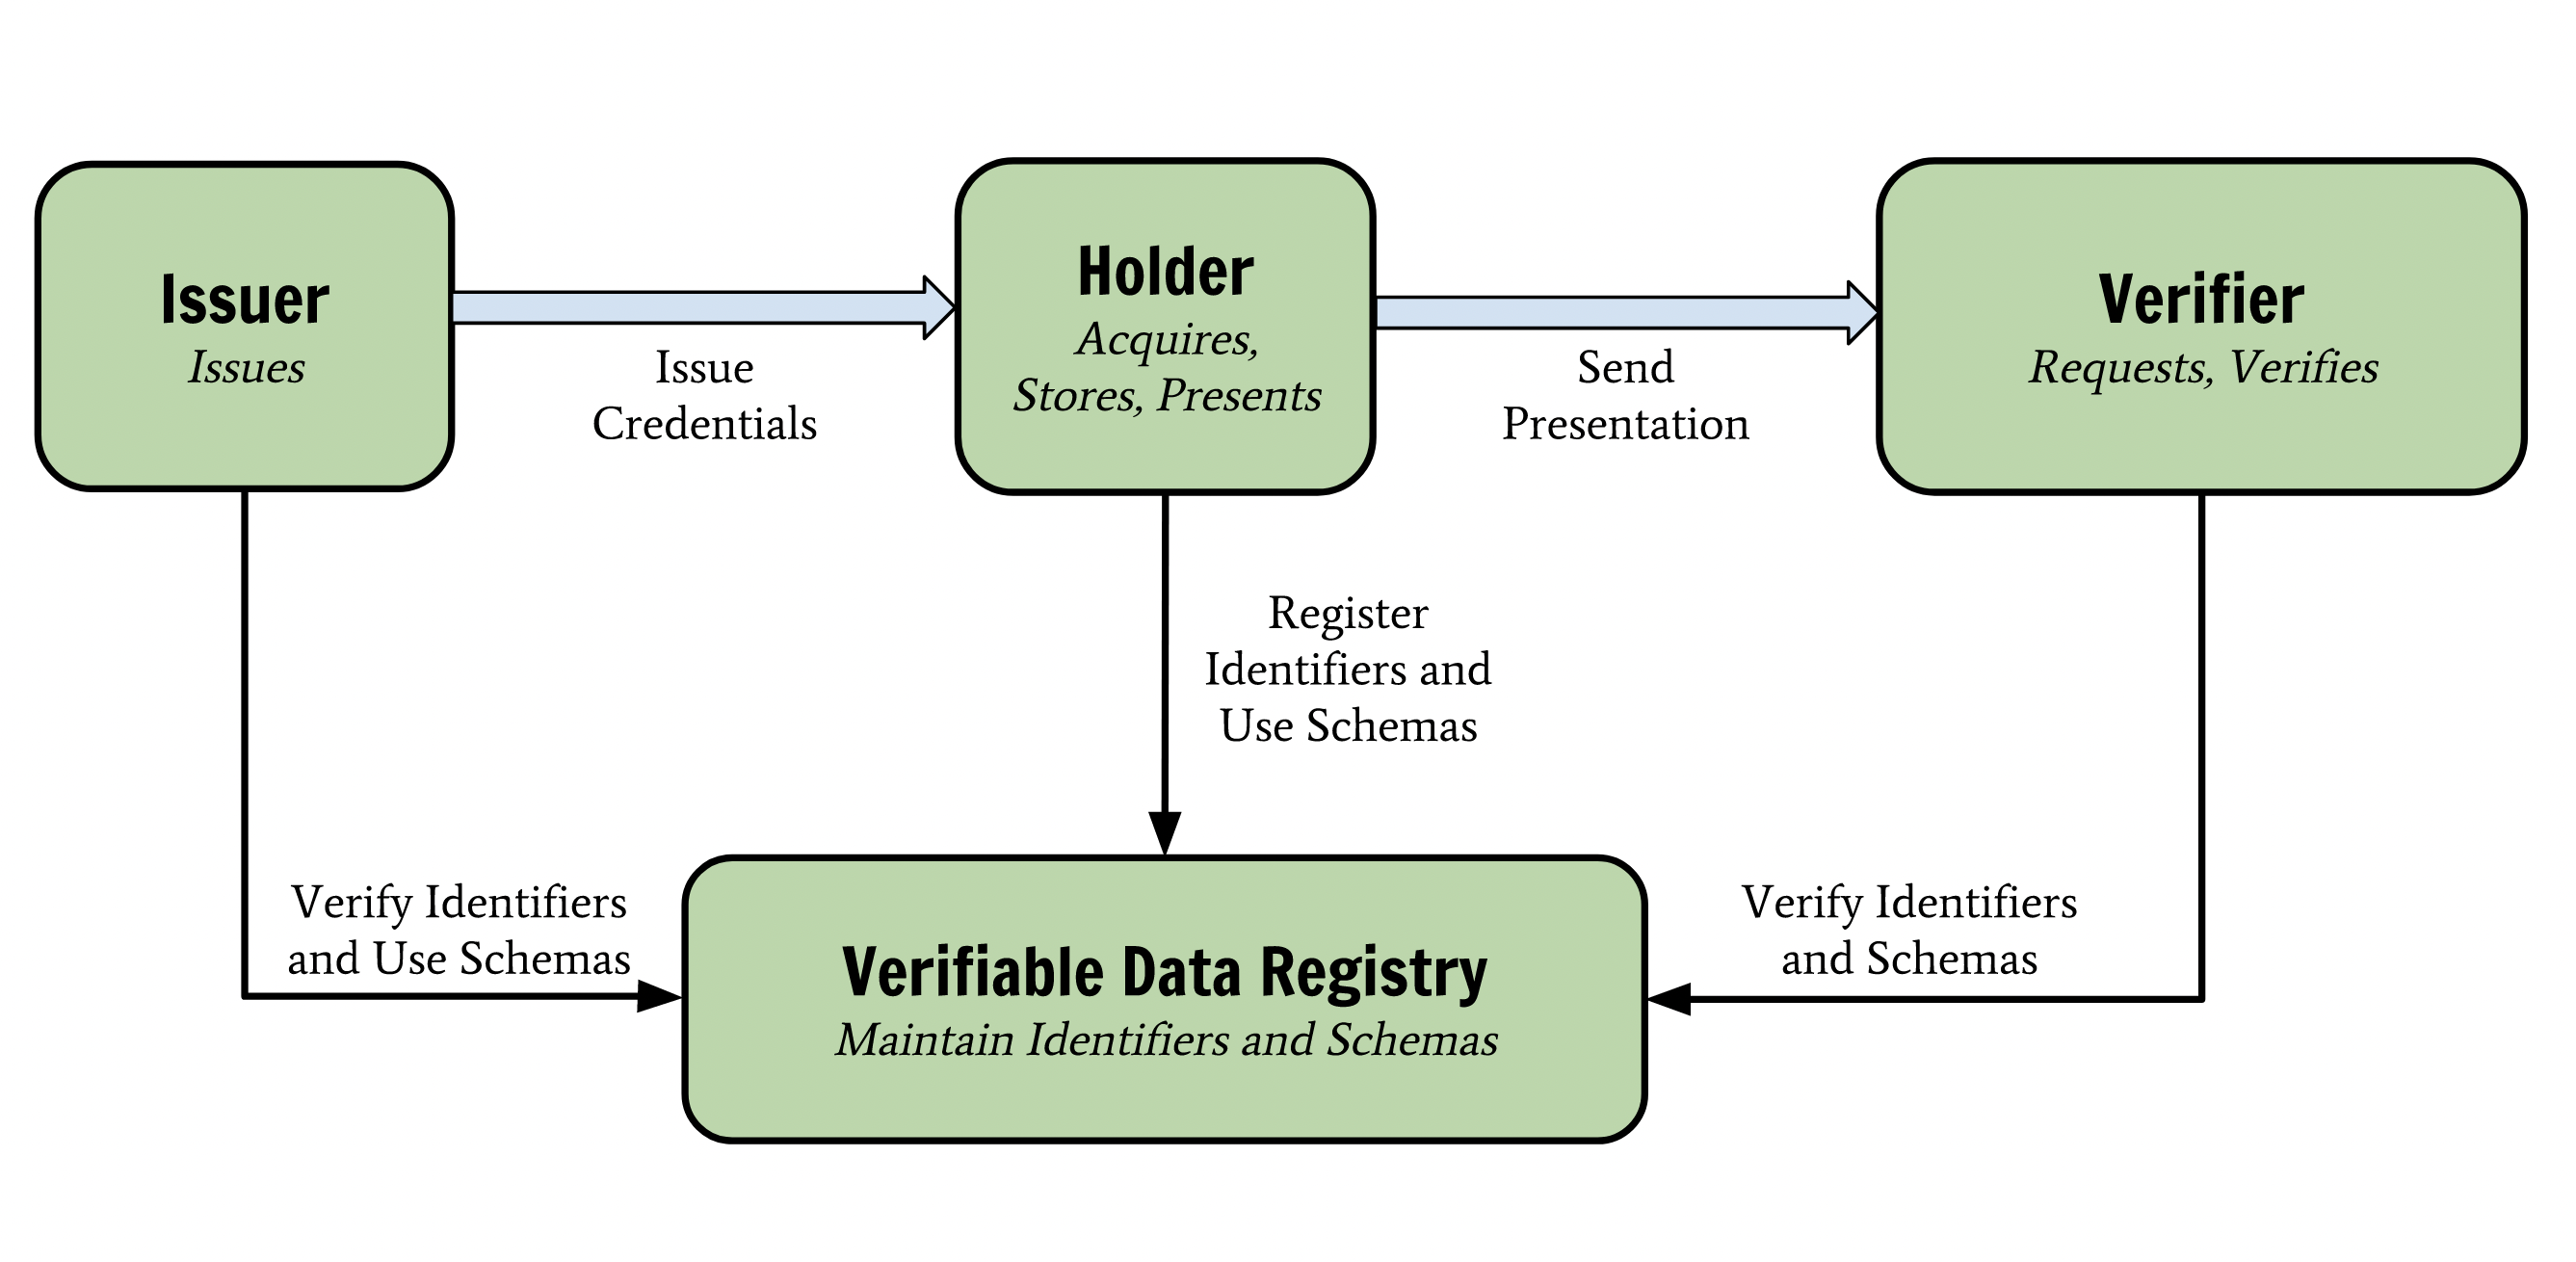 Issuer
Issues
Issue
Credentials
Holder
Acquires,
Stores, Presents
Send
Presentation
Verifier
Requests, Verifies
Register
Identifiers and
Use Schemas
Verify Identifiers
and Use Schemas
Verifiable Data Registry
Maintain Identifiers and Schemas
Verify Identifiers
and Schemas